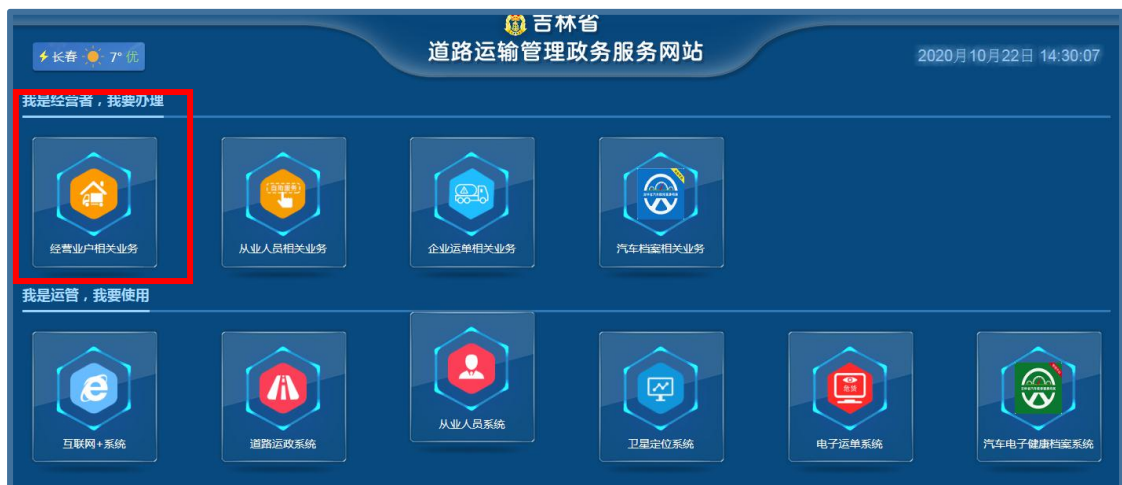 吉林省
道路运输管理政务服务网站
长春 7° 优
2020月10月22日 14:30:07
我是经营者，我要办理
经营业户相关业务
从业人员相关业务
企业运单相关业务
汽车档案相关业务
我是运管，我要使用
互联网+系统
道路运政系统
从业人员系统
卫星定位系统
危货
电子运单系统
汽车电子健康档案系统